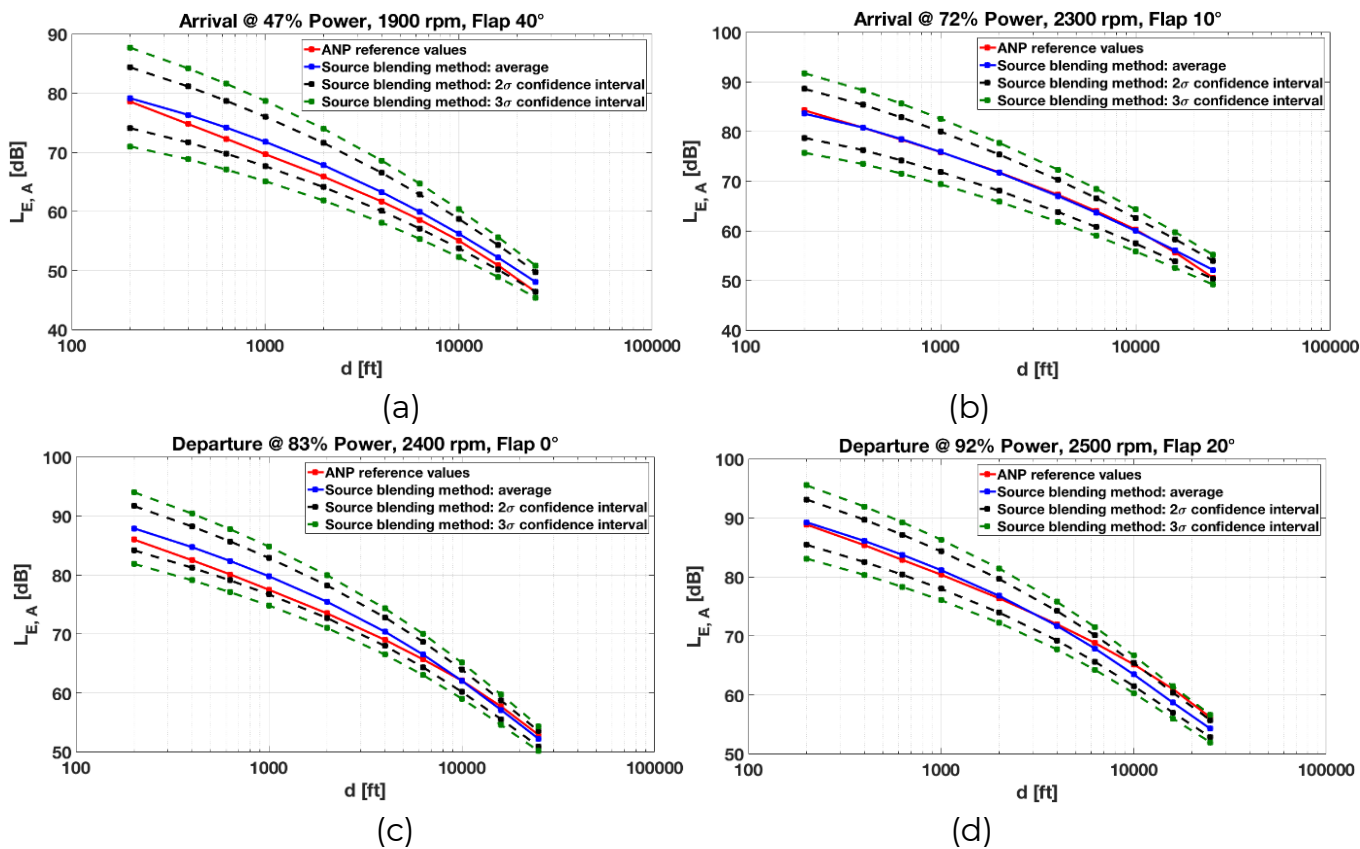 Arrival @ 47% Power, 1900 rpm, Flap 40°
ANP reference values
Source blending method: average
Source blending method: 2σ confidence interval
Source blending method: 3σ confidence interval
90
80
70
60
50
40
L_E, A [dB]
100 1000 10000 100000
d [ft]
(a)
Arrival @ 72% Power, 2300 rpm, Flap 10°
ANP reference values
Source blending method: average
Source blending method: 2σ confidence interval
Source blending method: 3σ confidence interval
100
90
80
70
60
50
40
L_E, A [dB]
100 1000 10000 100000
d [ft]
(b)
Departure @ 83% Power, 2400 rpm, Flap 0°
ANP reference values
Source blending method: average
Source blending method: 2σ confidence interval
Source blending method: 3σ confidence interval
100
90
80
70
60
50
L_E, A [dB]
100 1000 10000 100000
d [ft]
(c)
Departure @ 92% Power, 2500 rpm, Flap 20°
ANP reference values
Source blending method: average
Source blending method: 2σ confidence interval
Source blending method: 3σ confidence interval
100
90
80
70
60
50
L_E, A [dB]
100 1000 10000 100000
d [ft]
(d)